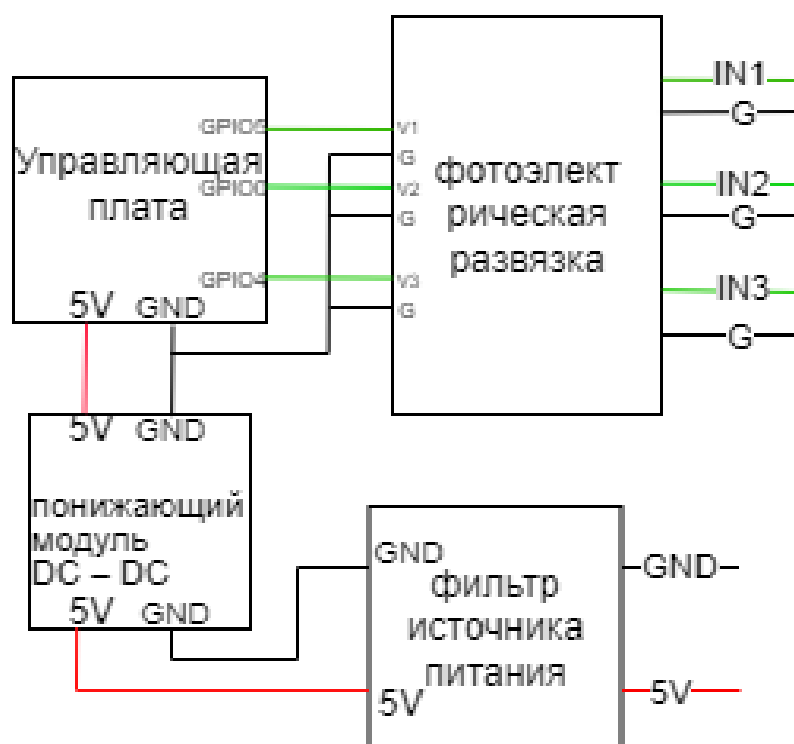 IN1
G
GPIO5
V1
Управляющая
плата
GPIO0
G
V2
G
фотоэлект
рическая
развязка
IN2
G
GPIO4
V3
G
IN3
G
5V
GND
5V
GND
понижающий
модуль
DC – DC
5V
GND
GND
фильтр
источника
питания
5V
GND
5V